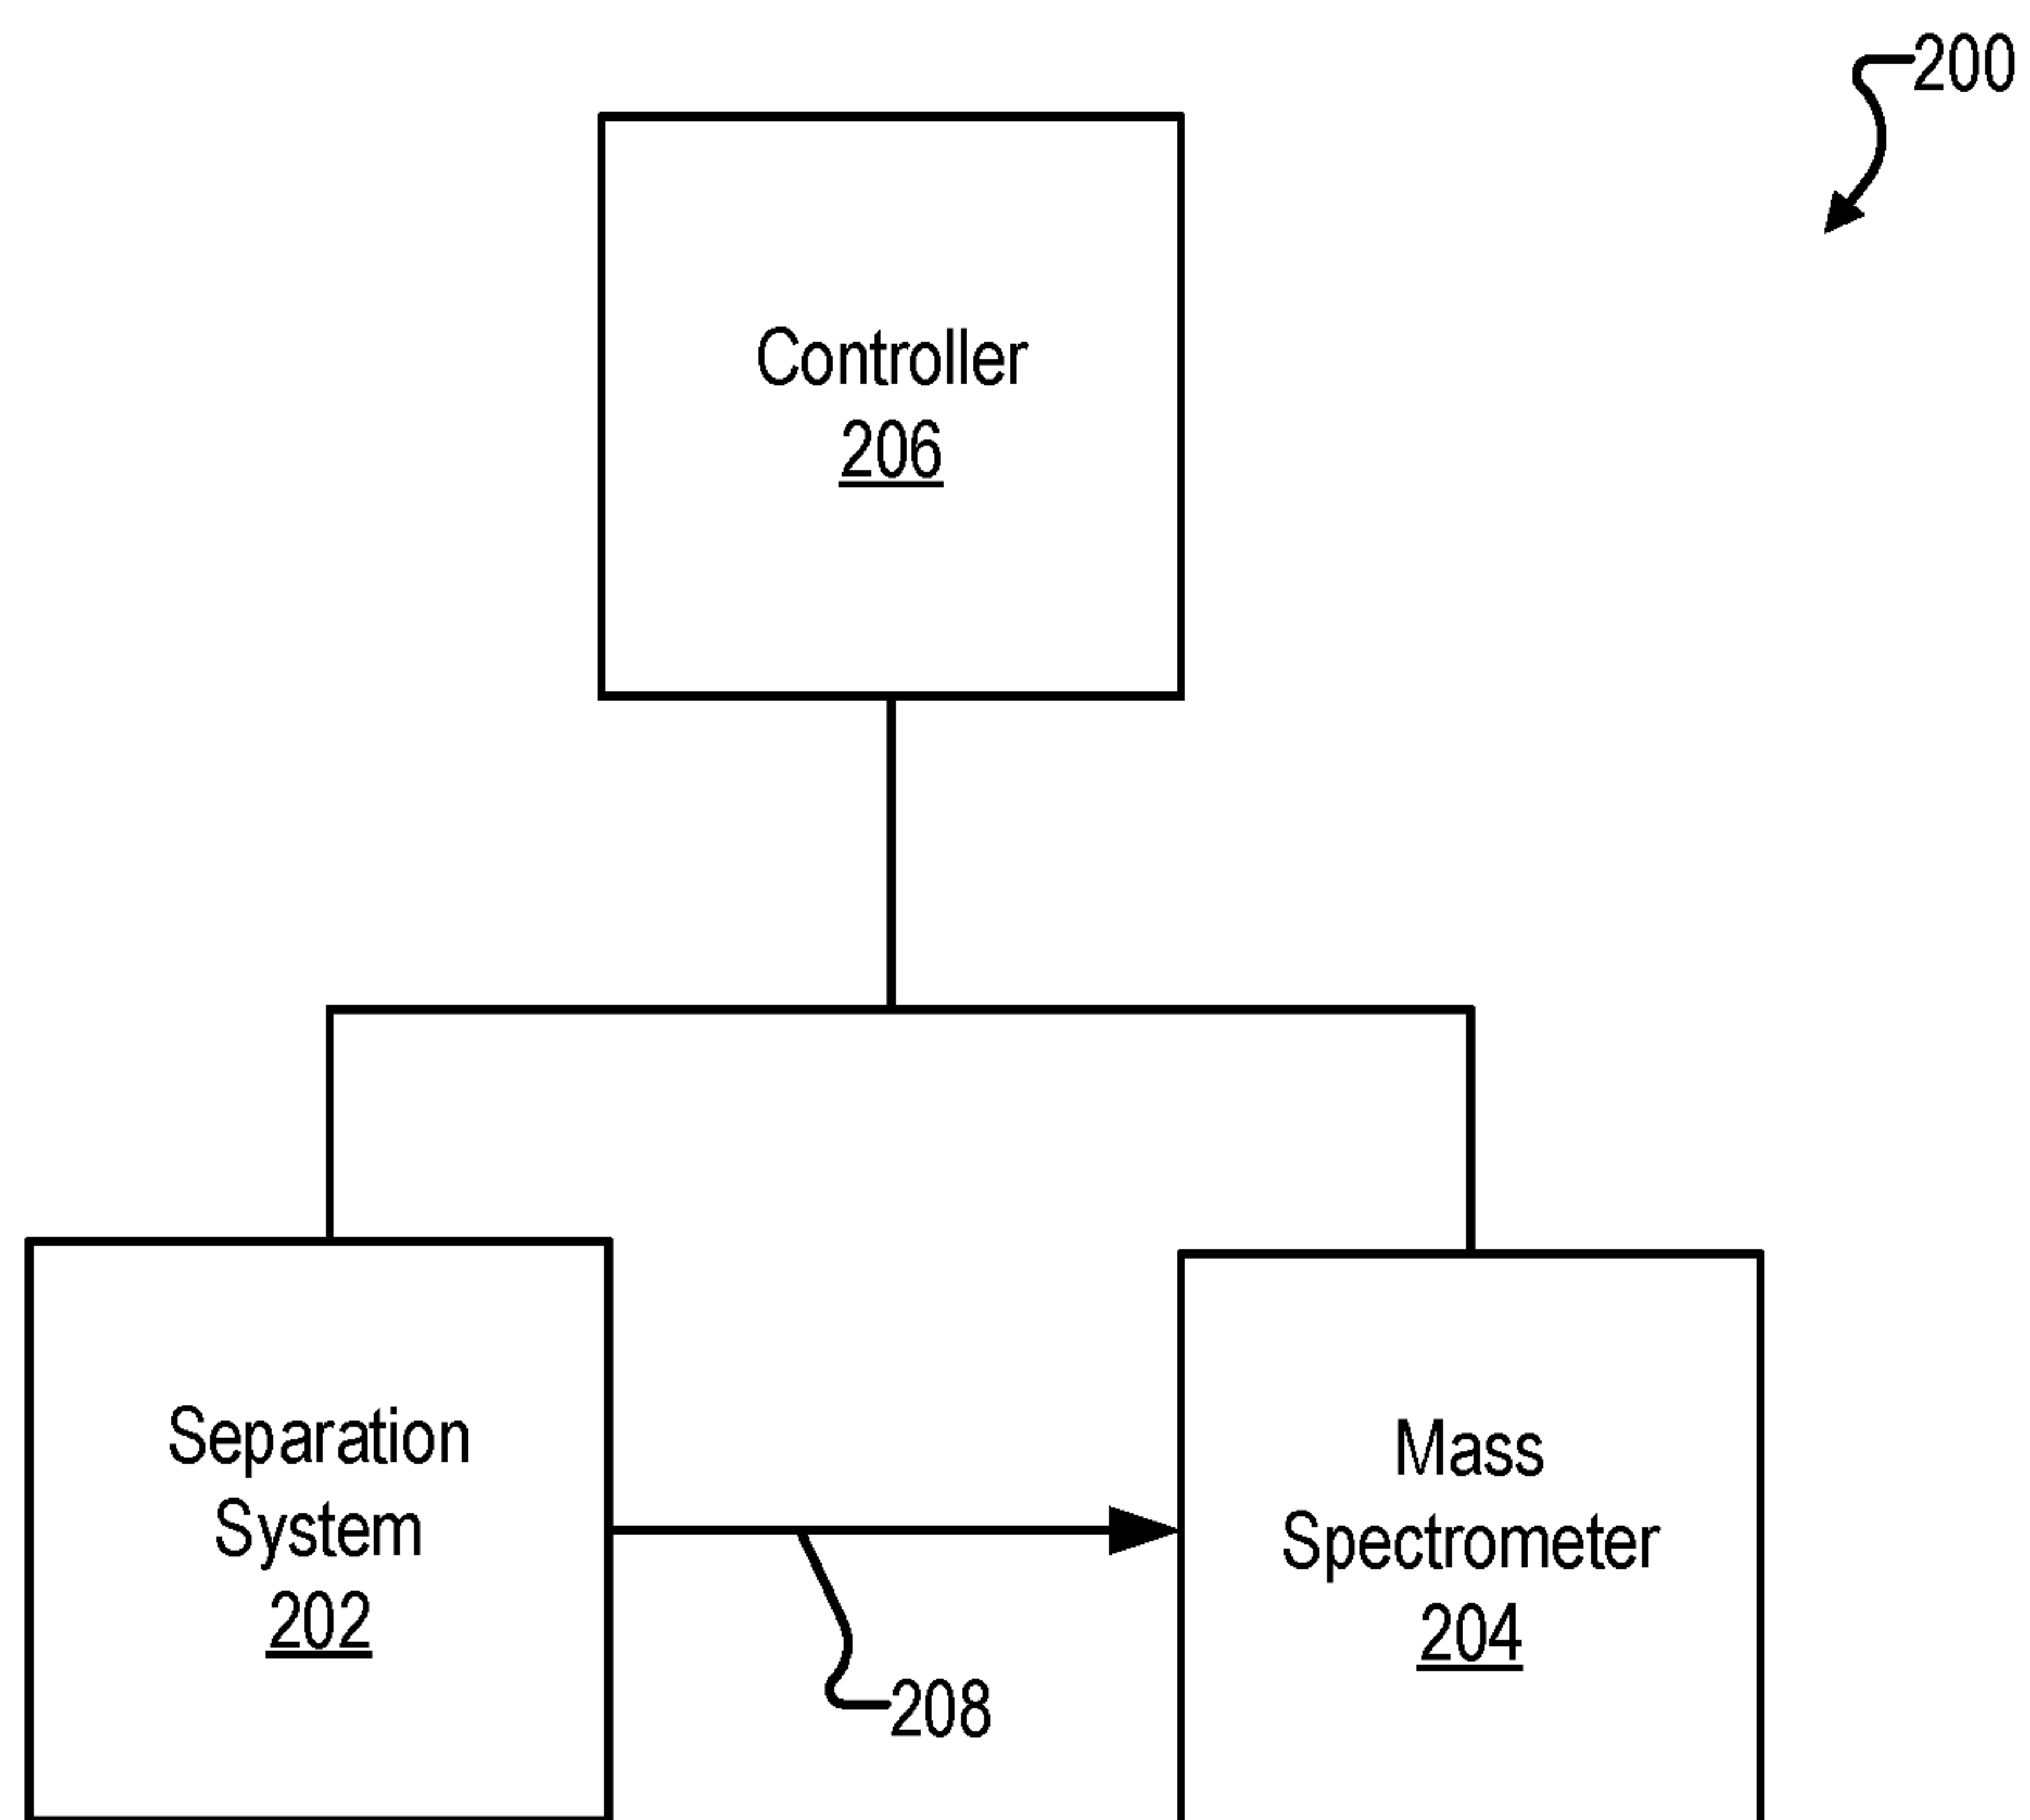 200
Controller
206
Separation
System
202
Mass
Spectrometer
204
208